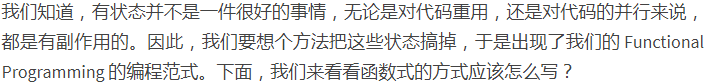 我们知道，有状态并不是一件很好的事情，无论是对代码重用，还是对代码的并行来说，
都是有副作用的。因此，我们要想个方法把这些状态搞掉，于是出现了我们的 Functional
Programming 的编程范式。下面，我们来看看函数式的方式应该怎么写？